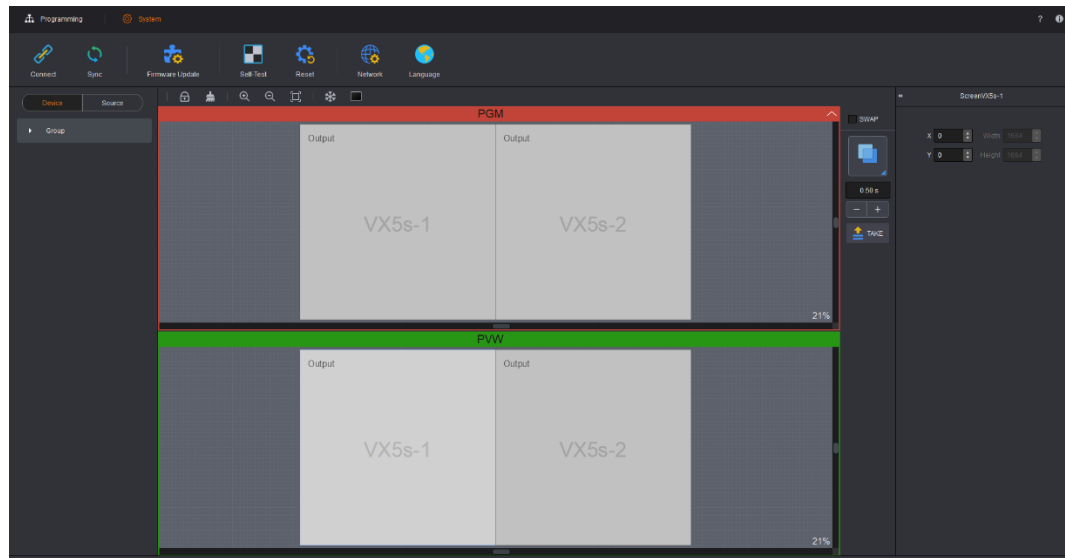 Programming
System
?
Connect
Sync
Firmware Update
Self-Test
Reset
Network
Language
Device
Source
Group
PGM
Output
Output
VX5s-1
VX5s-2
21%
PVW
Output
Output
VX5s-1
VX5s-2
21%
SWAP
0.50 s
- +
TAKE
ScreenVX5s-1
X 0 Width
Y 0 Height